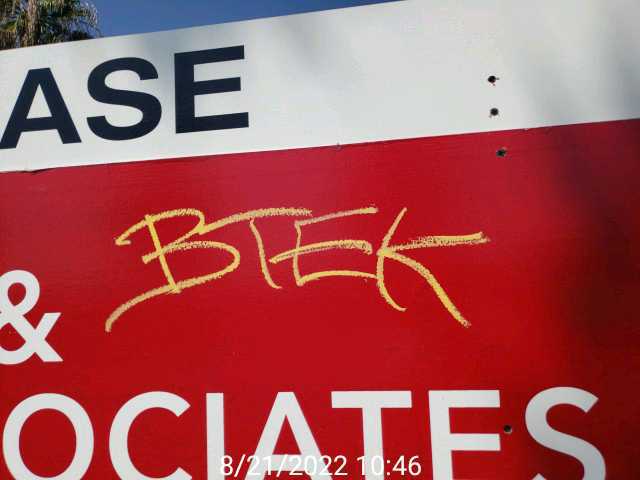 ASE
BTEK
&
OCIATES
8/21/2022 10:46